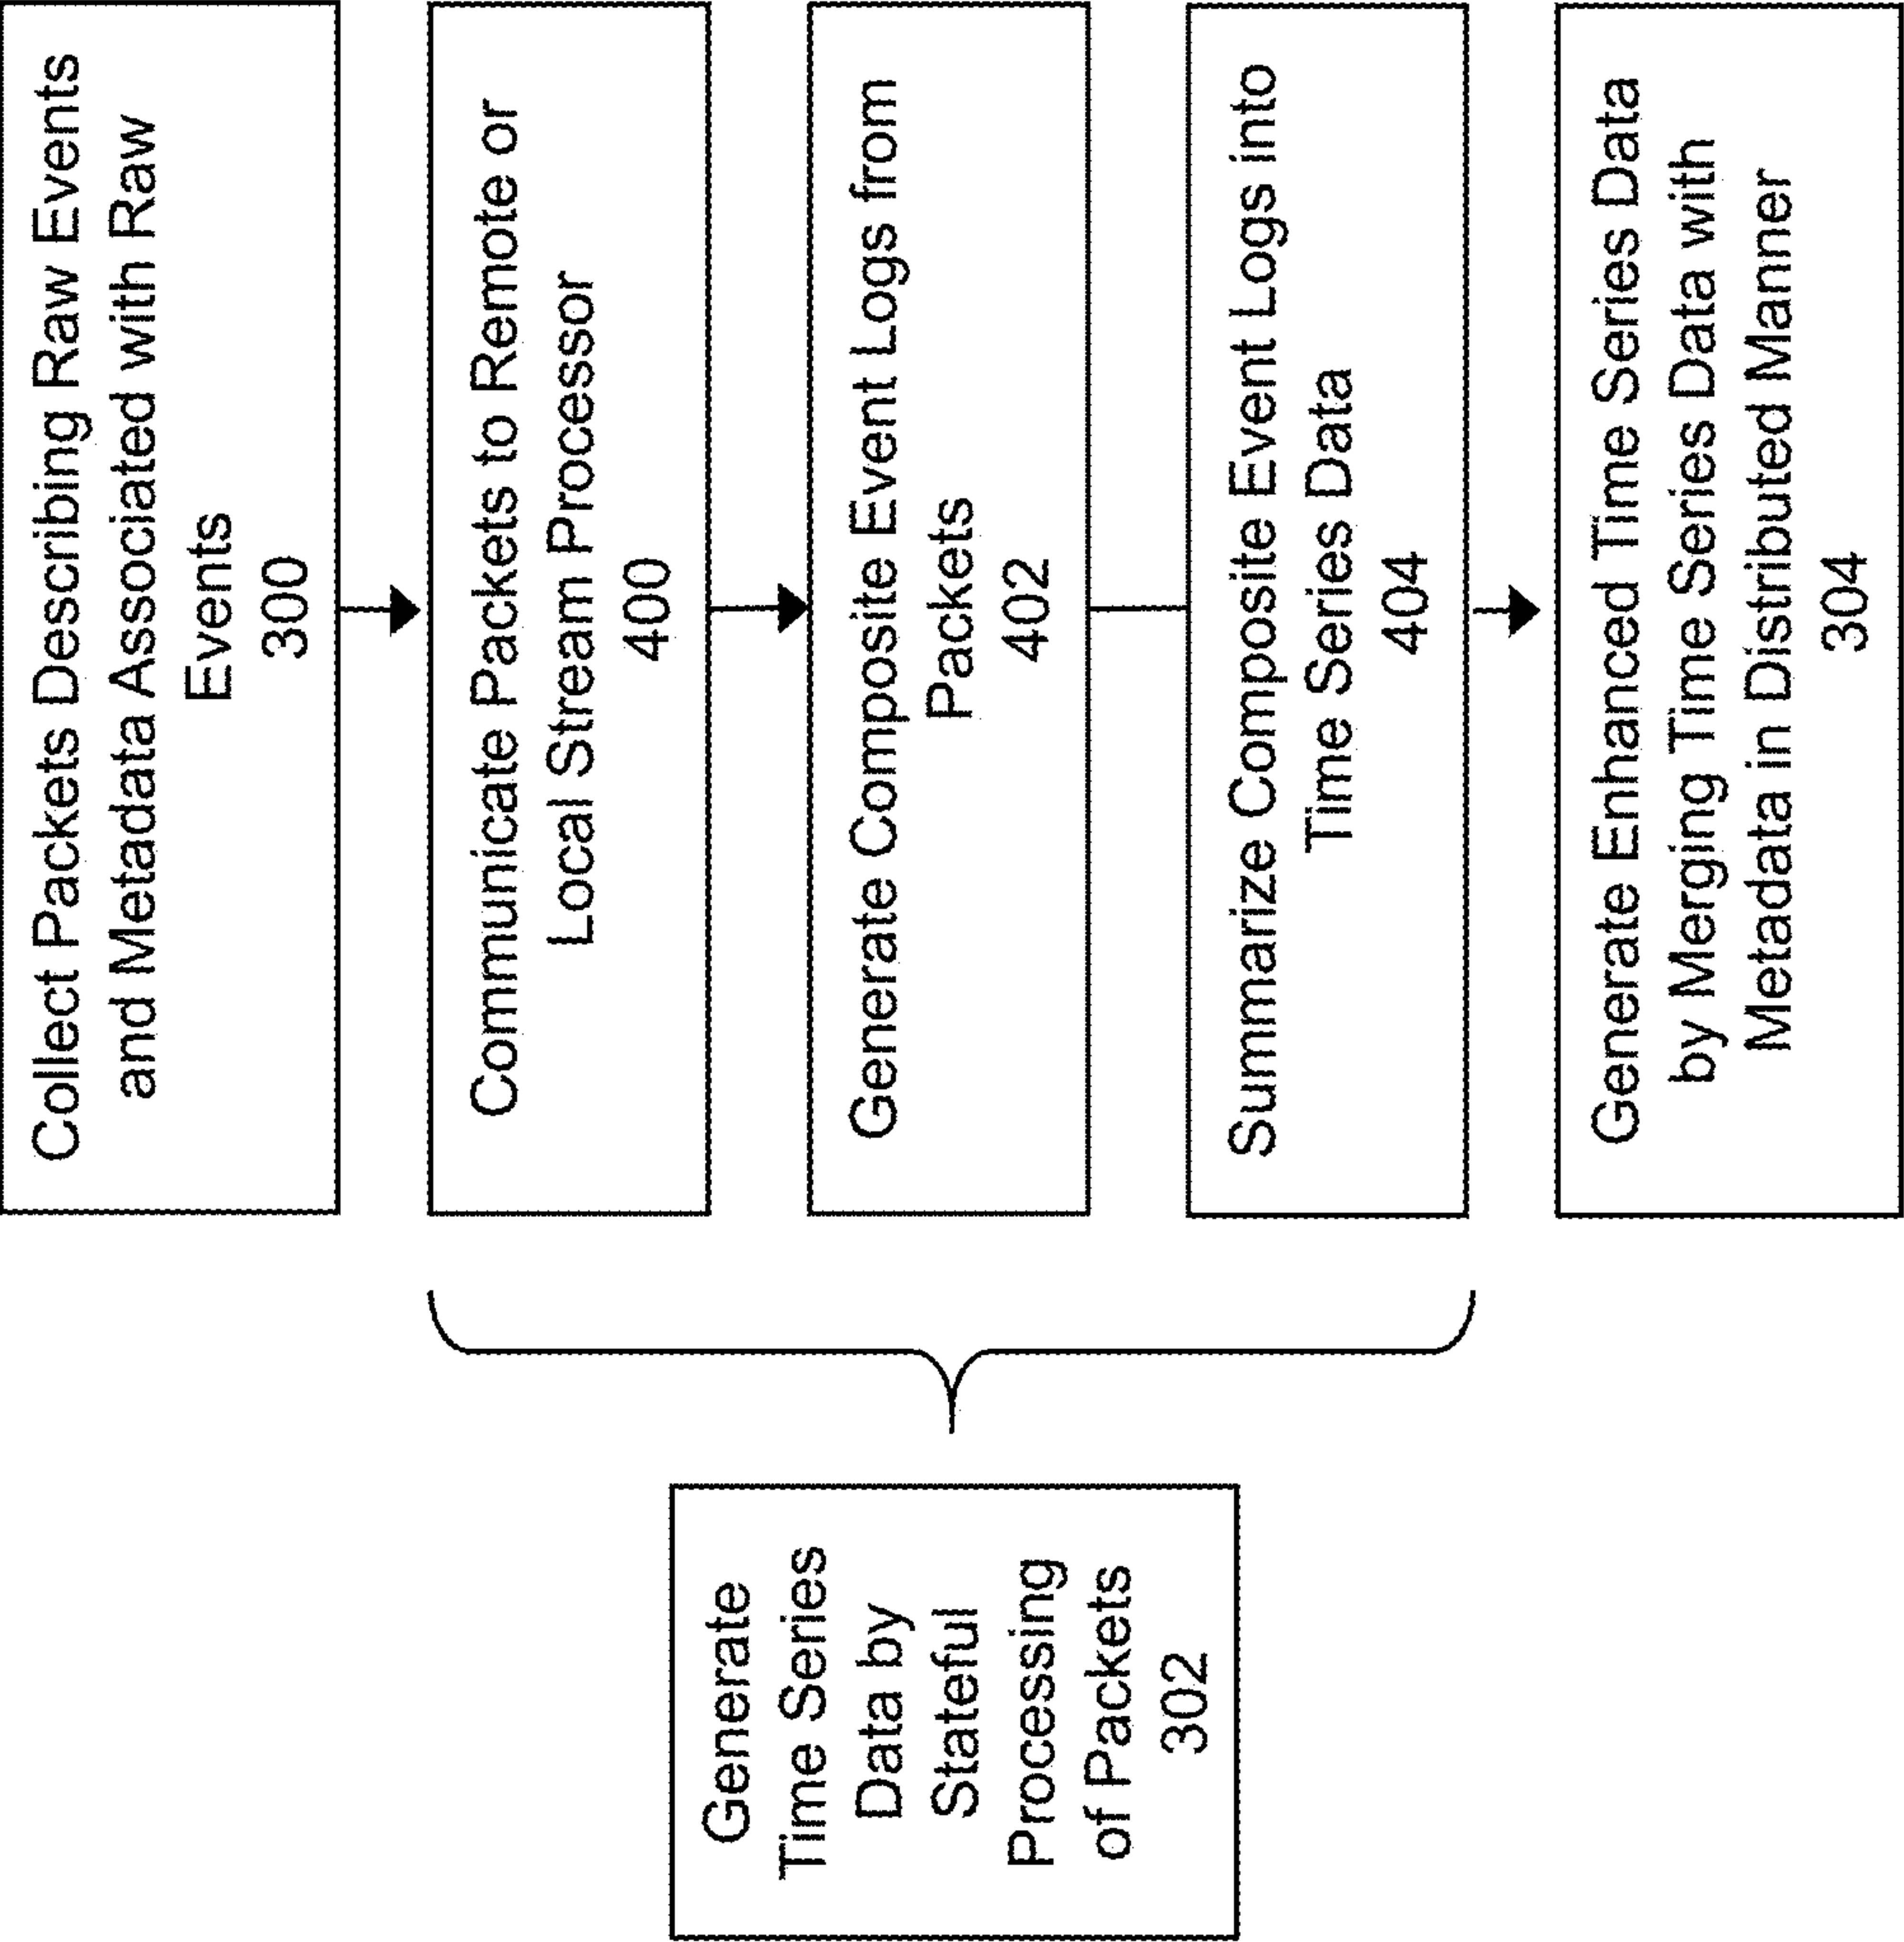 Collect Packets Describing Raw Events
and Metadata Associated with Raw
Events
300
Communicate Packets to Remote or
Local Stream Processor
400
Generate Composite Event Logs from
Packets
402
Summarize Composite Event Logs into
Time Series Data
404
Generate Enhanced Time Series Data
by Merging Time Series Data with
Metadata in Distributed Manner
304
Generate
Time Series
Data by
Stateful
Processing
of Packets
302